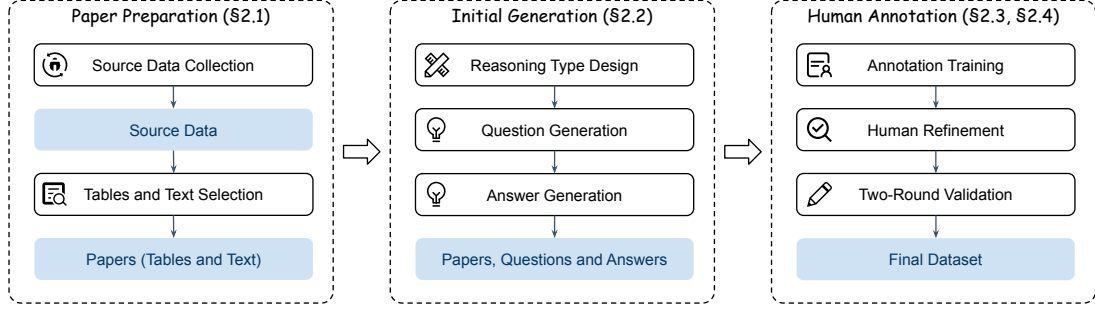 Paper Preparation (§2.1)
Source Data Collection
Source Data
Tables and Text Selection
Papers (Tables and Text)
Initial Generation (§2.2)
Reasoning Type Design
Question Generation
Answer Generation
Papers, Questions and Answers
Human Annotation (§2.3, §2.4)
Annotation Training
Human Refinement
Two-Round Validation
Final Dataset